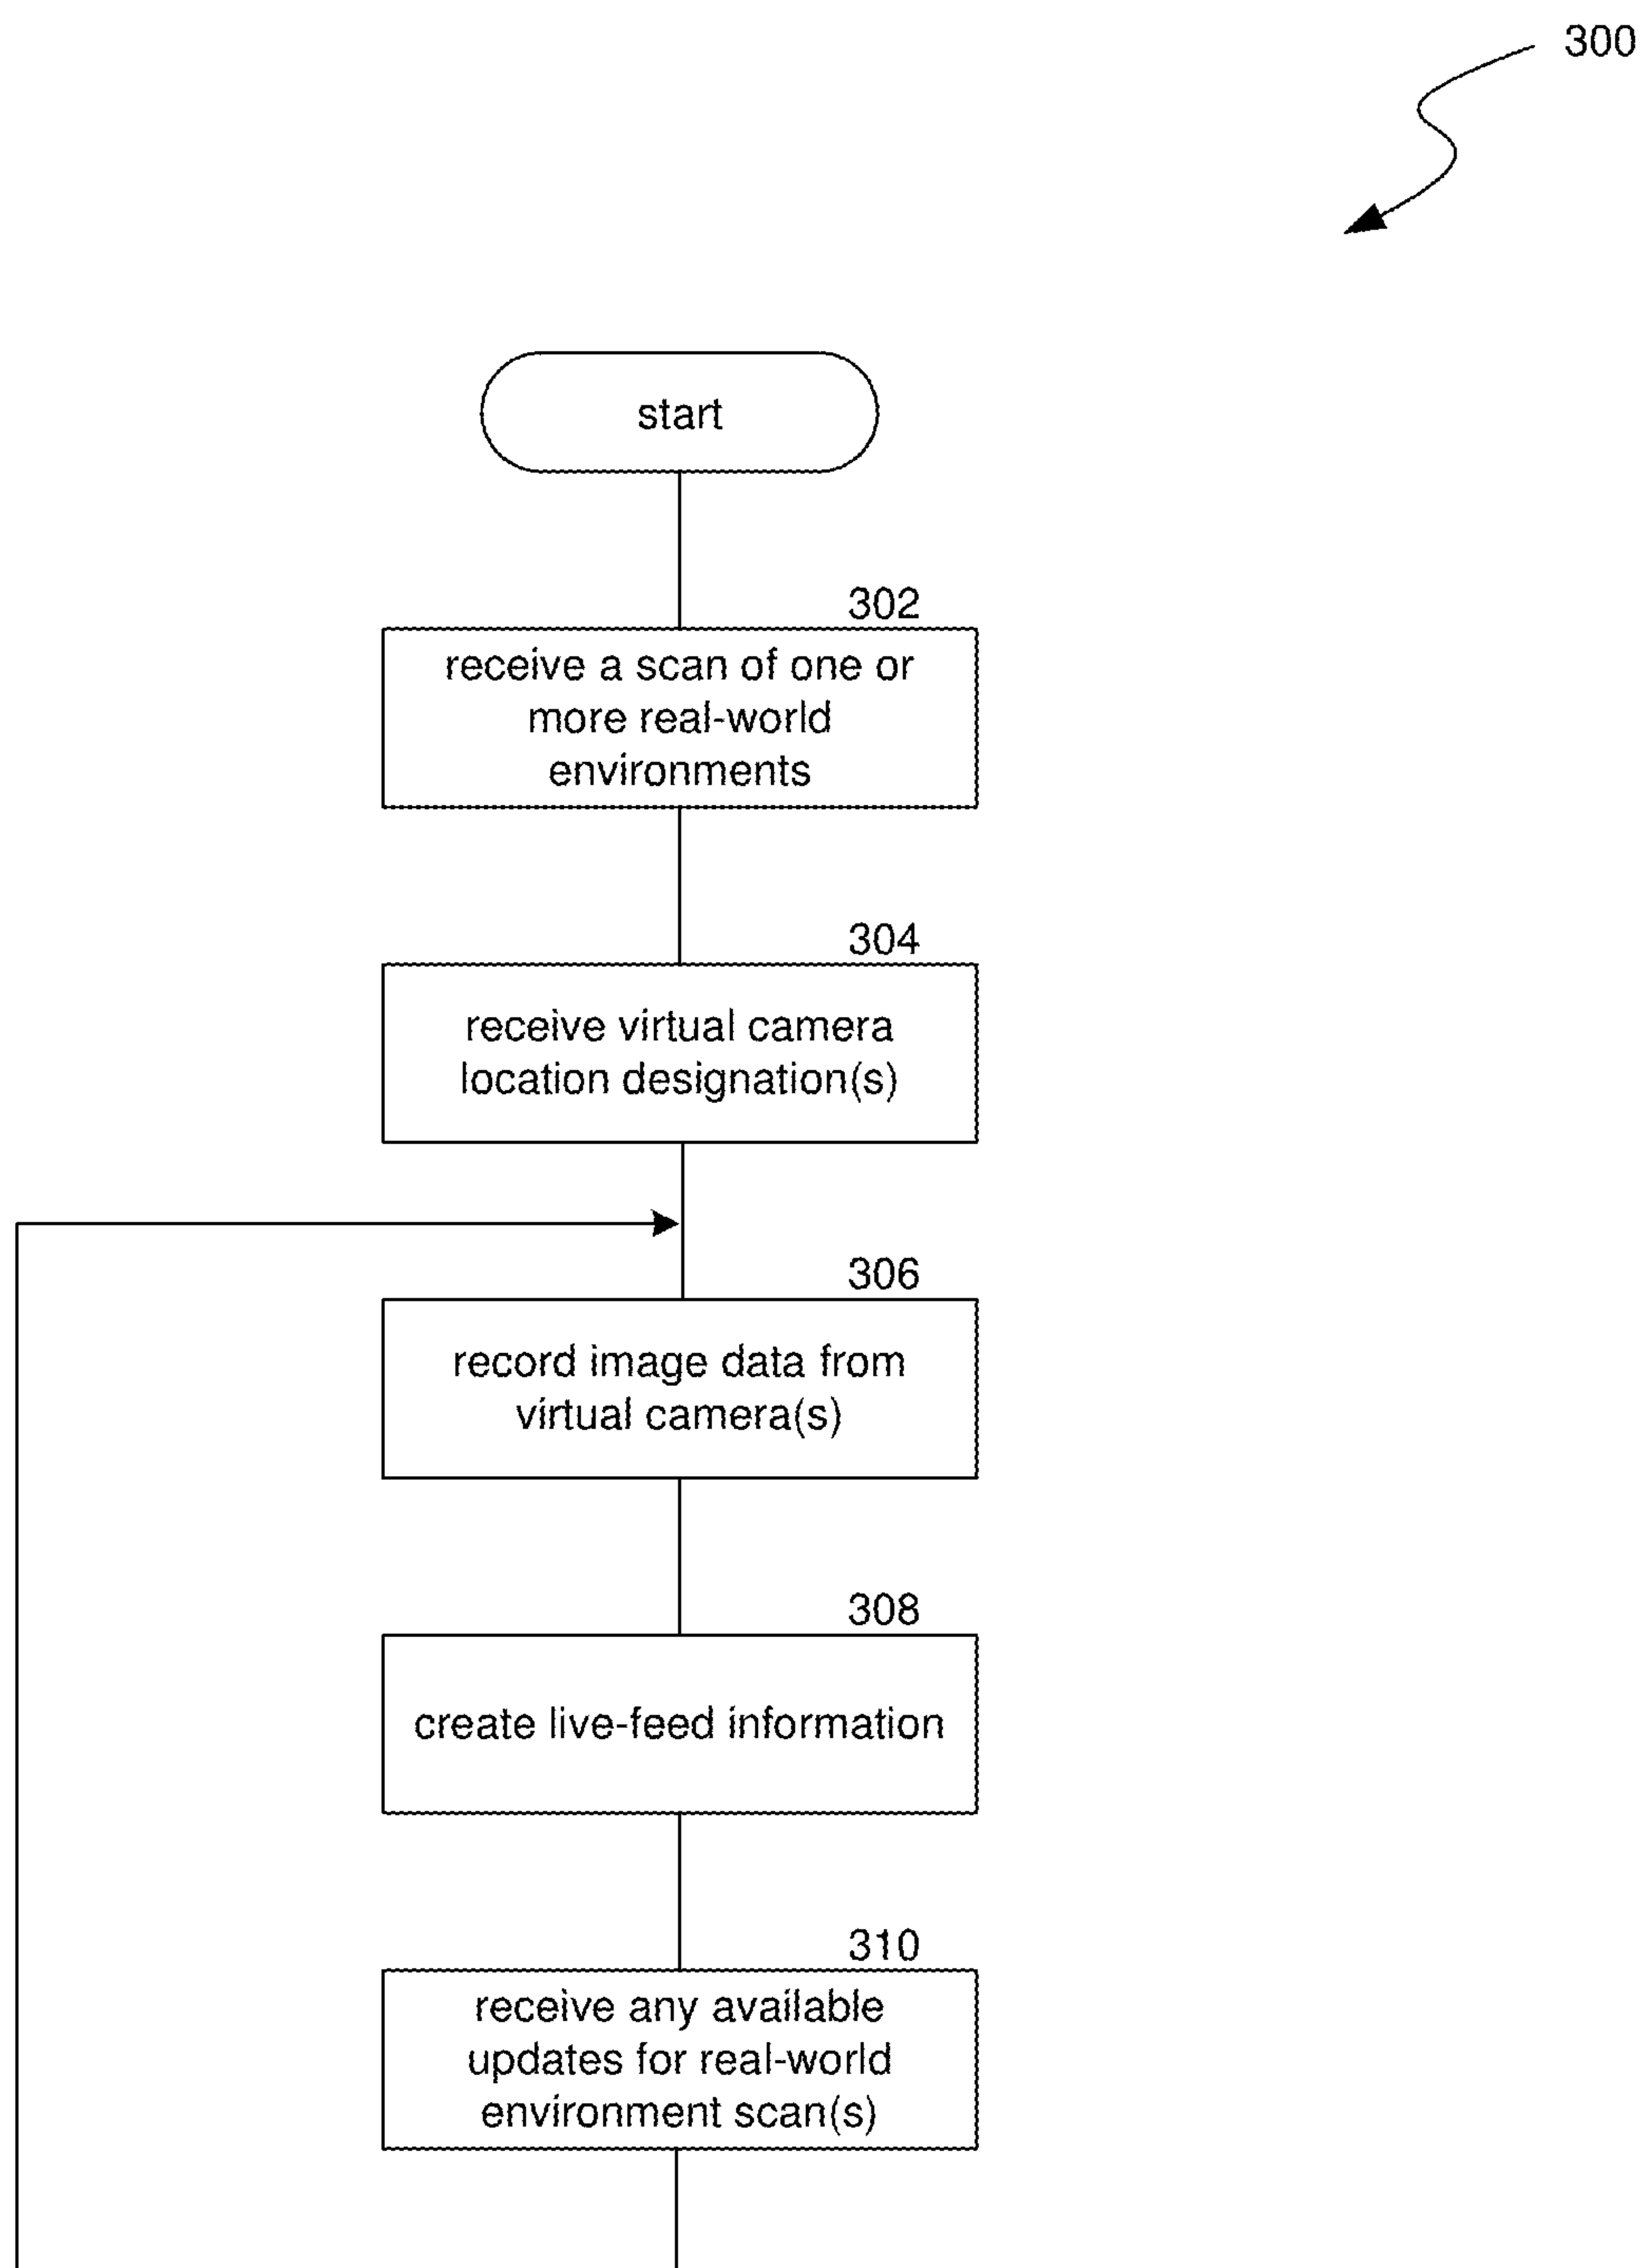 300
start
302
receive a scan of one or
more real-world
environments
304
receive virtual camera
location designation(s)
306
record image data from
virtual camera(s)
308
create live-feed information
310
receive any available
updates for real-world
environment scan(s)